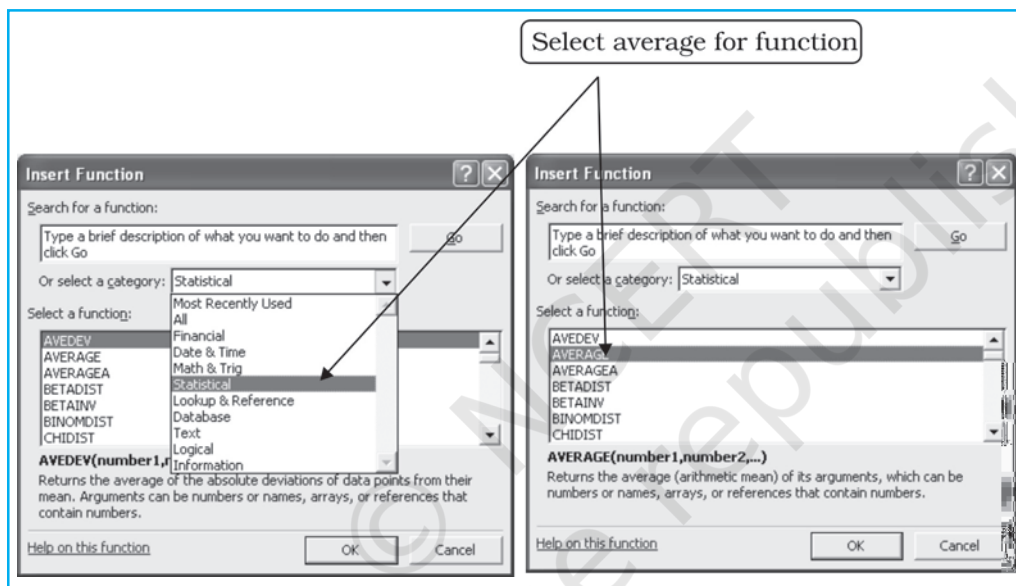 Select average for function
Insert Function
Search for a function:
Type a brief description of what you want to do and then
click Go
Go
Or select a category: Statistical
Most Recently Used
All
Financial
Date & Time
Math & Trig
Statistical
Lookup & Reference
Database
Text
Logical
Information
Select a function:
AVEDEV
AVERAGE
AVERAGEA
BETADIST
BETAINV
BINOMDIST
CHIDIST
AVEDEV(number1,n
Returns the average of the absolute deviations of data points from their
mean. Arguments can be numbers or names, arrays, or references that
contain numbers.
Help on this function
OK
Cancel
Insert Function
Search for a function:
Type a brief description of what you want to do and then
click Go
Go
Or select a category: Statistical
Select a function:
AVEDEV
AVERAGE
AVERAGEA
BETADIST
BETAINV
BINOMDIST
CHIDIST
AVERAGE(number1,number2,...)
Returns the average (arithmetic mean) of its arguments, which can be
numbers or names, arrays, or references that contain numbers.
Help on this function
OK
Cancel
© NCERT
e republish